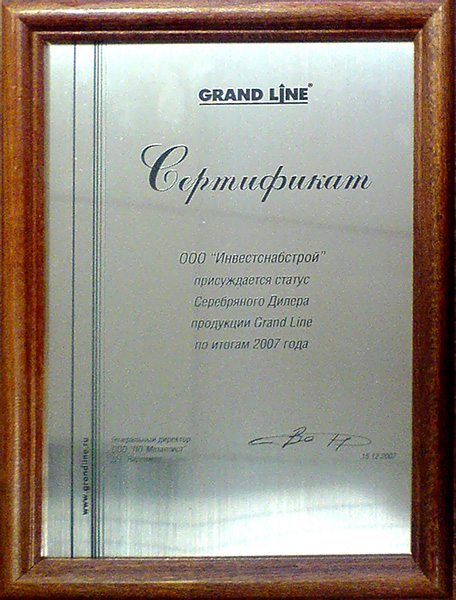 GRAND LINE®
Сертификат
ООО "Инвестснабстрой"
присуждается статус
Серебряного Дилера
продукции Grand Line
по итогам 2007 года
Генеральный директор
ООО "ПО Металлист"
15.12.2007
www.grandline.ru